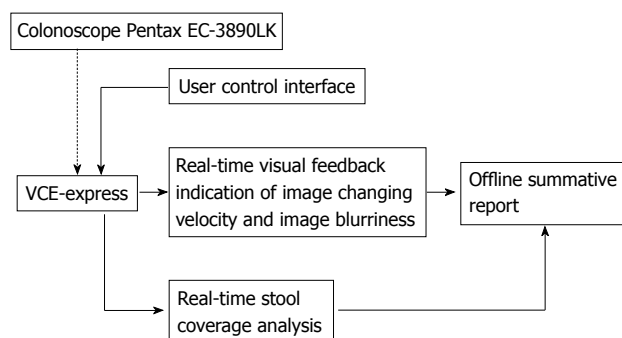 Colonoscope Pentax EC-3890LK
User control interface
VCE-express
Real-time visual feedback
indication of image changing
velocity and image blurriness
Offline summative
report
Real-time stool
coverage analysis